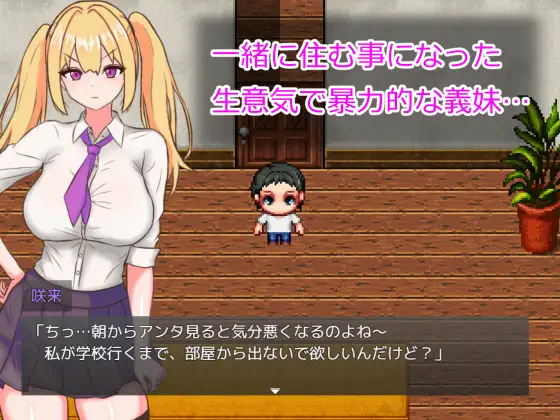 一緒に住む事になった
生意気で暴力的な義妹…
咲来
「ちっ…朝からアンタ見ると気分悪くなるのよね～
私が学校行くまで、部屋から出ないで欲しいんだけど？」